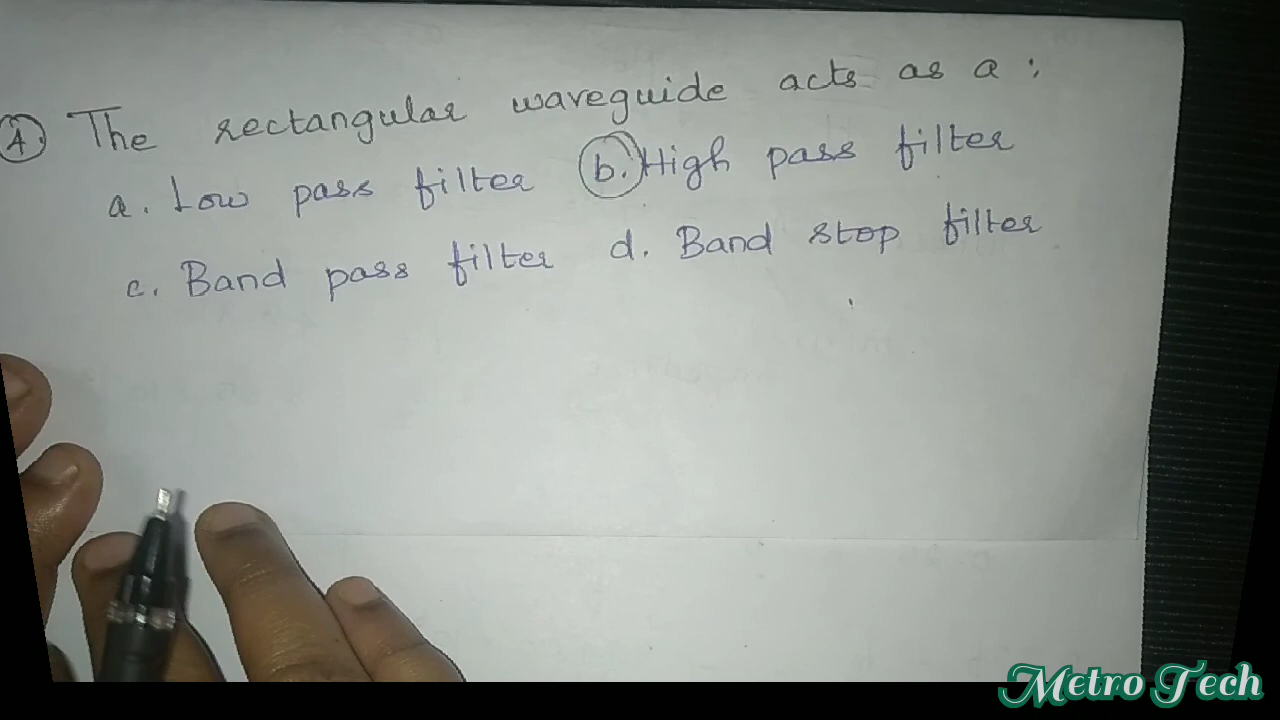 4. The rectangular waveguide acts as a :
a. Low pass filter b. High pass filter
c. Band pass filter d. Band stop filter
Metro Tech